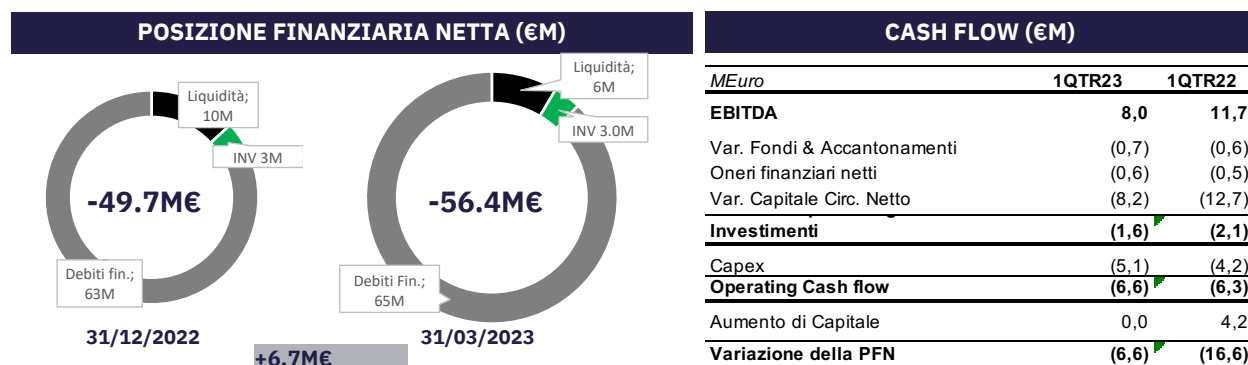 POSIZIONE FINANZIARIA NETTA (€M)
Liquidità;
10M
INV 3M
-49.7M€
Debiti fin.;
63M
31/12/2022
Liquidità;
6M
INV 3.0M
-56.4M€
Debiti Fin.;
65M
31/03/2023
+6.7M€
CASH FLOW (€M)
MEuro 1QTR23 1QTR22
EBITDA 8,0 11,7
Var. Fondi & Accantonamenti (0,7) (0,6)
Oneri finanziari netti (0,6) (0,5)
Var. Capitale Circ. Netto (8,2) (12,7)
Investimenti (1,6) (2,1)
Capex (5,1) (4,2)
Operating Cash flow (6,6) (6,3)
Aumento di Capitale 0,0 4,2
Variazione della PFN (6,6) (16,6)